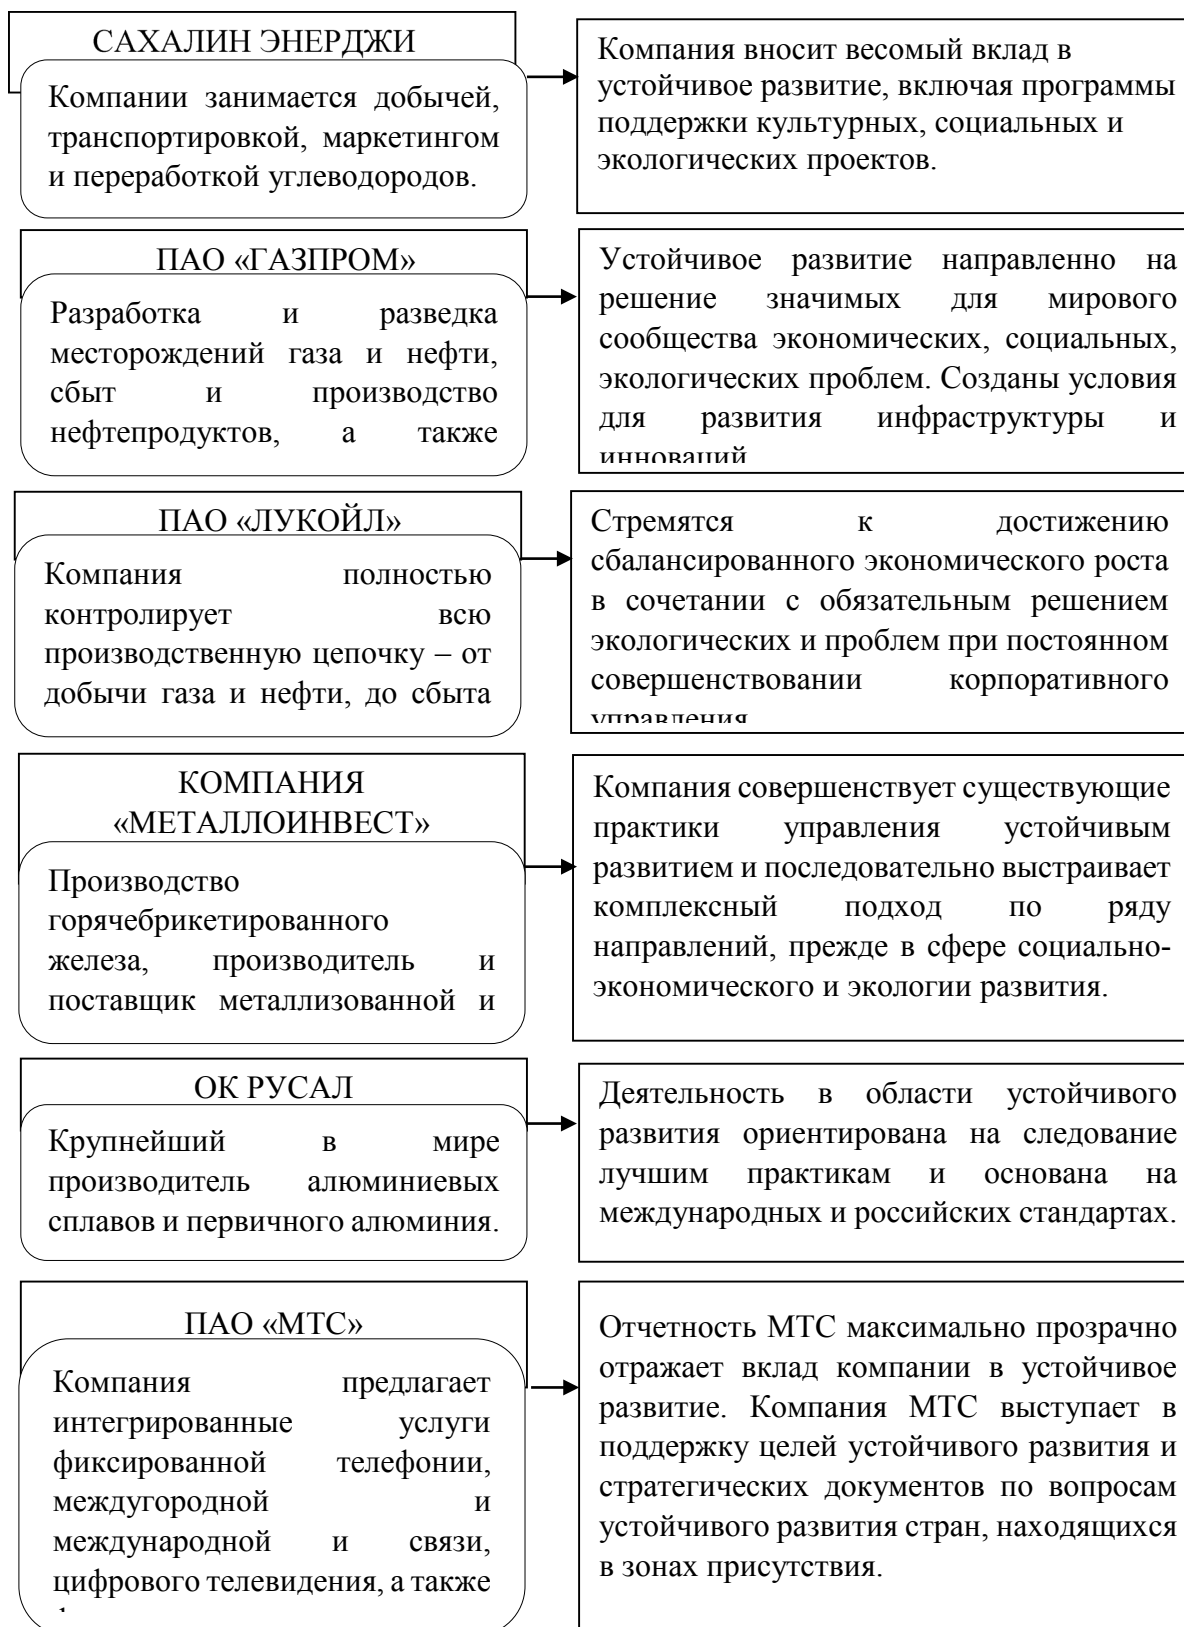 САХАЛИН ЭНЕРДЖИ
Компании занимается добычей,
транспортировкой, маркетингом
и переработкой углеводородов.
Компания вносит весомый вклад в
устойчивое развитие, включая программы
поддержки культурных, социальных и
экологических проектов.
ПАО «ГАЗПРОМ»
Разработка и разведка
месторождений газа и нефти,
сбыт и производство
нефтепродуктов, а также
Устойчивое развитие направленно на
решение значимых для мирового
сообщества экономических, социальных,
экологических проблем. Созданы условия
для развития инфраструктуры и
инноваций
ПАО «ЛУКОЙЛ»
Компания полностью
контролирует всю
производственную цепочку – от
добычи газа и нефти, до сбыта
Стремятся к достижению
сбалансированного экономического роста
в сочетании с обязательным решением
экологических и проблем при постоянном
совершенствовании корпоративного
управления
КОМПАНИЯ
«МЕТАЛЛОИНВЕСТ»
Производство
горячебрикетированного
железа, производитель и
поставщик металлизованной и
Компания совершенствует существующие
практики управления устойчивым
развитием и последовательно выстраивает
комплексный подход по ряду
направлений, прежде в сфере социально-
экономического и экологии развития.
ОК РУСАЛ
Крупнейший в мире
производитель алюминиевых
сплавов и первичного алюминия.
Деятельность в области устойчивого
развития ориентирована на следование
лучшим практикам и основана на
международных и российских стандартах.
ПАО «МТС»
Компания предлагает
интегрированные услуги
фиксированной телефонии,
междугородной и
международной и связи,
цифрового телевидения, а также
Отчетность МТС максимально прозрачно
отражает вклад компании в устойчивое
развитие. Компания МТС выступает в
поддержку целей устойчивого развития и
стратегических документов по вопросам
устойчивого развития стран, находящихся
в зонах присутствия.